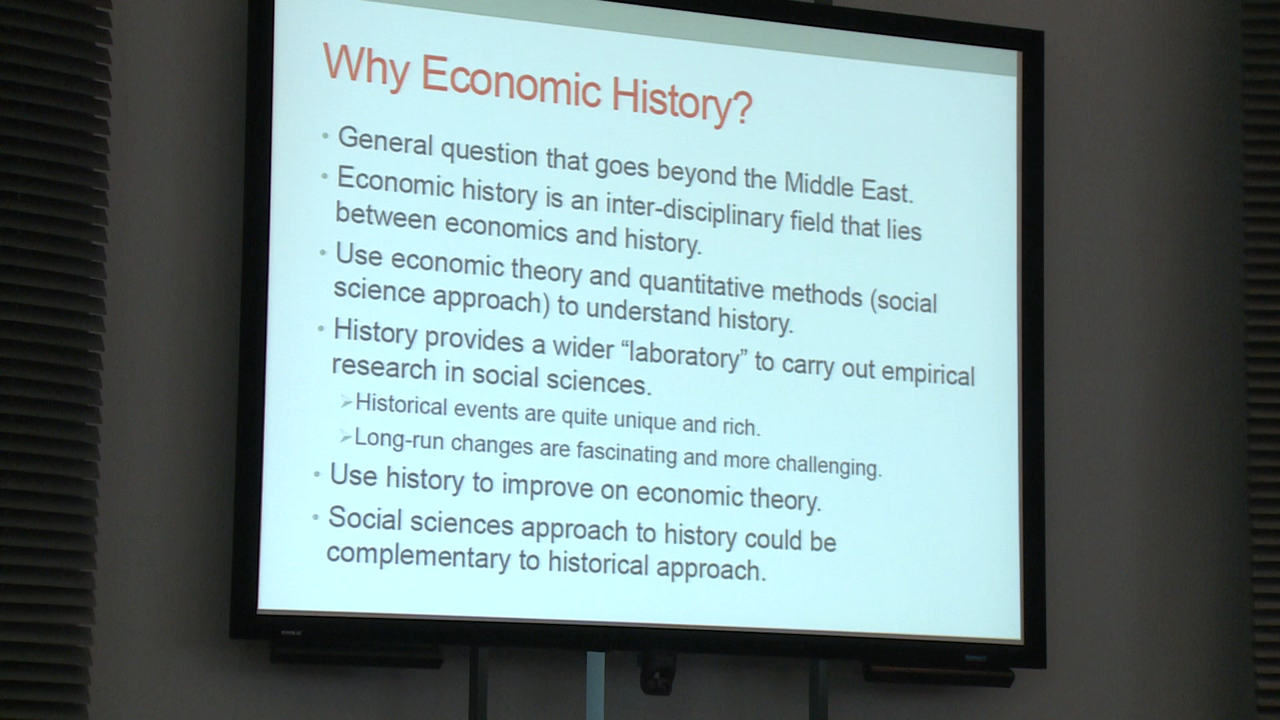 Why Economic History?
• General question that goes beyond the Middle East.
• Economic history is an inter-disciplinary field that lies
between economics and history.
• Use economic theory and quantitative methods (social
science approach) to understand history.
• History provides a wider “laboratory” to carry out empirical
research in social sciences.
➢Historical events are quite unique and rich.
➢Long-run changes are fascinating and more challenging.
• Use history to improve on economic theory.
• Social sciences approach to history could be
complementary to historical approach.